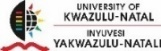 UNIVERSITY OF
KWAZULU-NATAL
INYUVESI
YAKWAZULU-NATALI